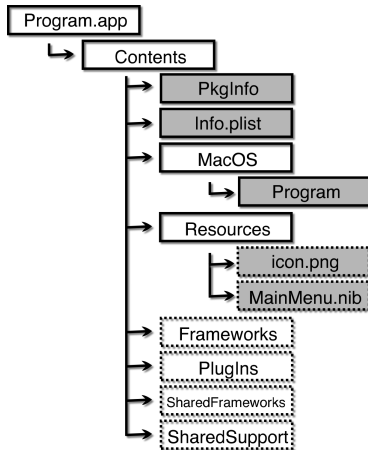 Program.app
Contents
PkgInfo
Info.plist
MacOS
Program
Resources
icon.png
MainMenu.nib
Frameworks
PlugIns
SharedFrameworks
SharedSupport